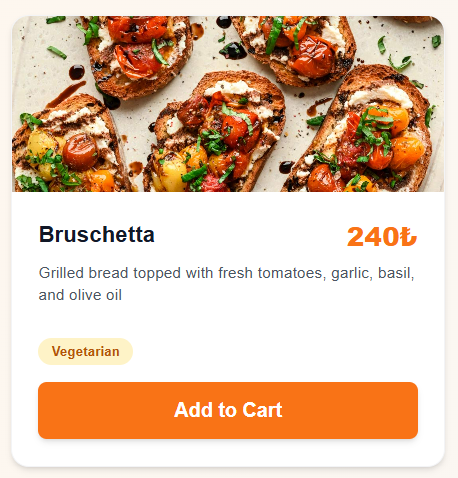 Bruschetta
240₺
Grilled bread topped with fresh tomatoes, garlic, basil,
and olive oil
Vegetarian
Add to Cart